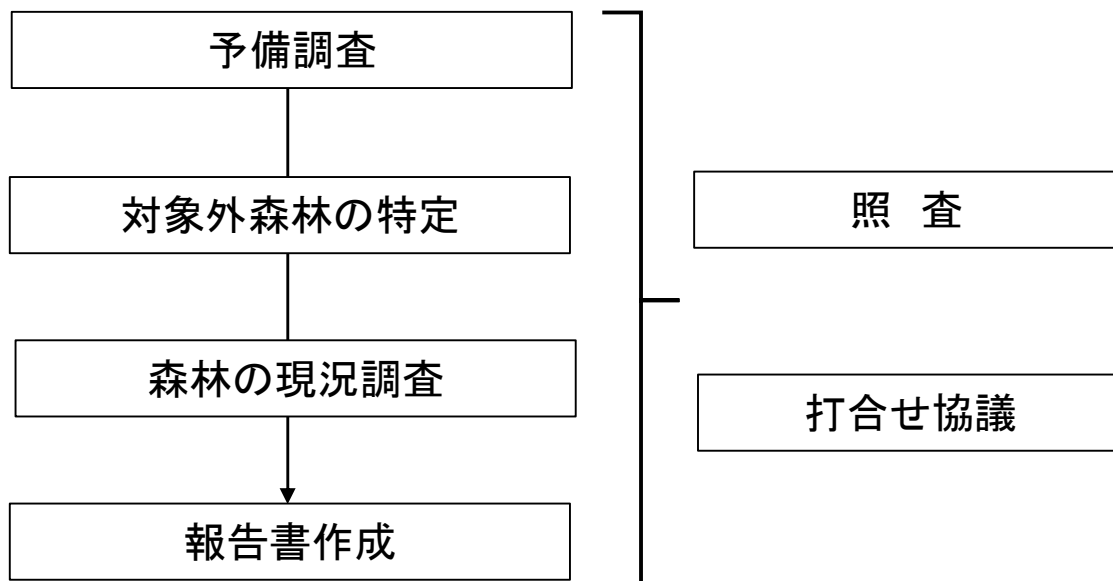 予備調査
対象外森林の特定
森林の現況調査
報告書作成
照 査
打合せ協議